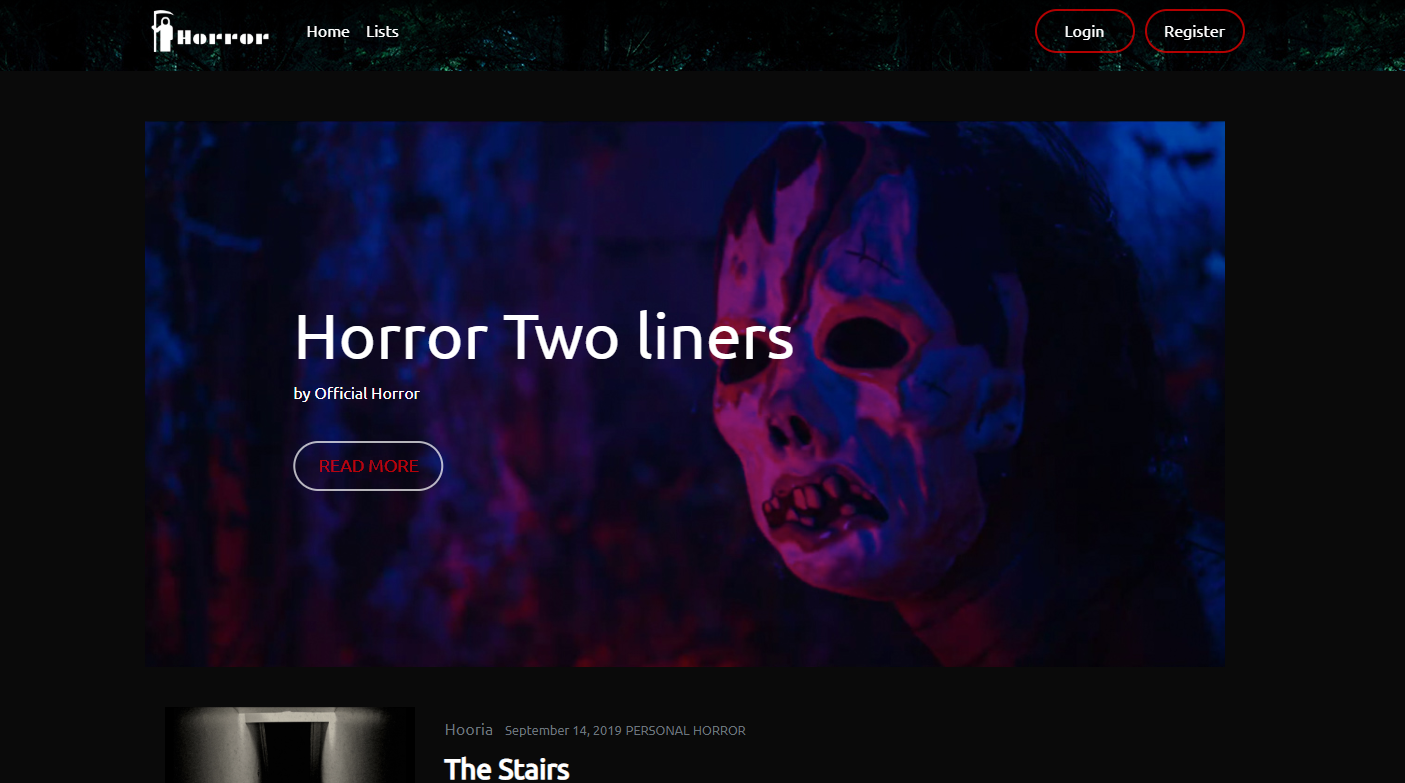 Horror
Home Lists
Login
Register
Horror Two liners
by Official Horror
READ MORE
Hooria September 14, 2019 PERSONAL HORROR
The Stairs